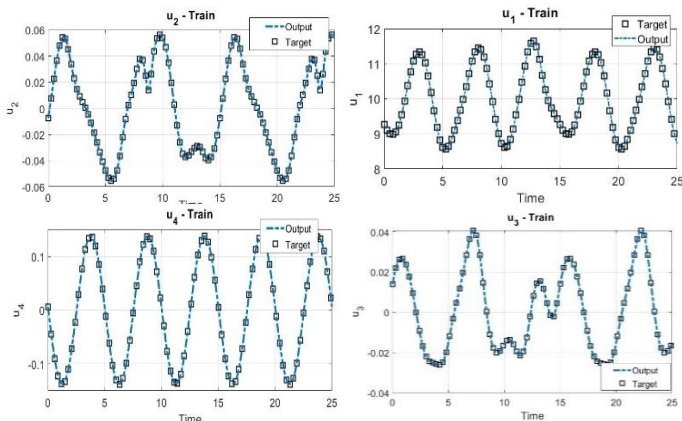 u2 - Train
Output
Target
0.06
0.04
0.02
0
-0.02
-0.04
-0.06
u2
0 5 10 15 20 25
Time
u1 - Train
Target
Output
12
11
10
9
8
u1
0 5 10 15 20 25
Time
u4 - Train
Output
Target
0.1
0
-0.1
u4
0 5 10 15 20 25
Time
u3 - Train
0.04
0.02
0
-0.02
-0.04
u3
Output
Target
0 5 10 15 20 25
Time